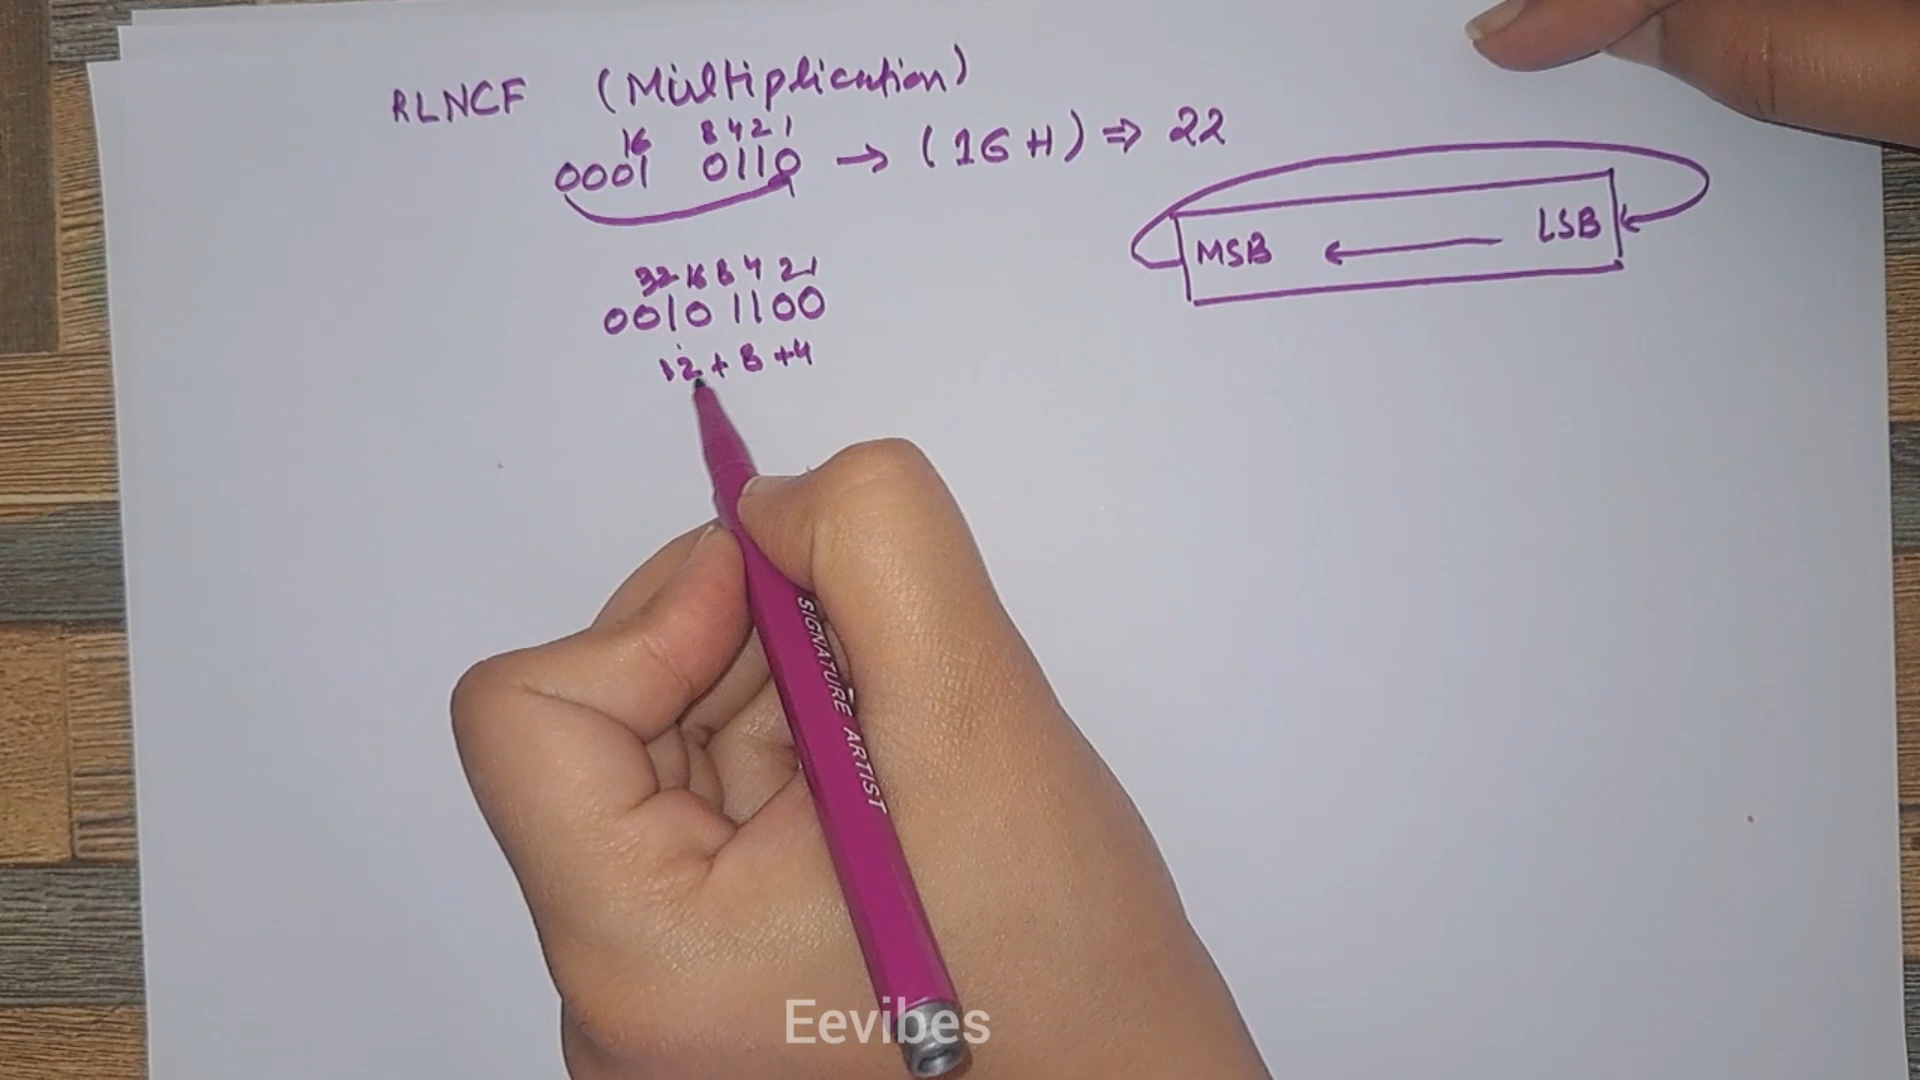 RLNCF (Multiplication)
16 8 4 2 1
0001 0110 → (16H) ⇒ 22
MSB ← LSB
32 16 8 4 2 1
0010 1100
12 + 8 + 4
SIGNATURE ARTIST
Eevibes